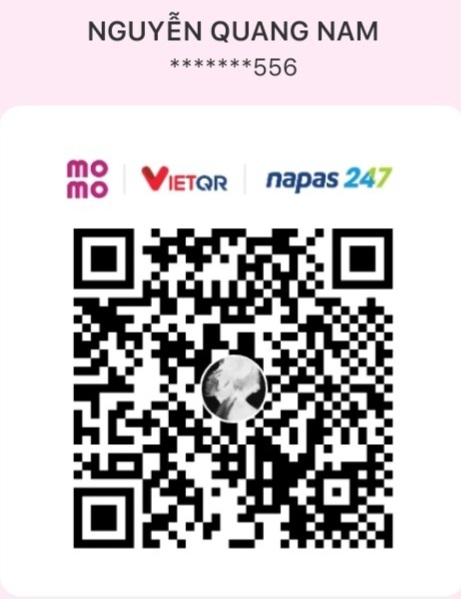 NGUYỄN QUANG NAM
*******556
mo
mo
VIETQR
napas 247